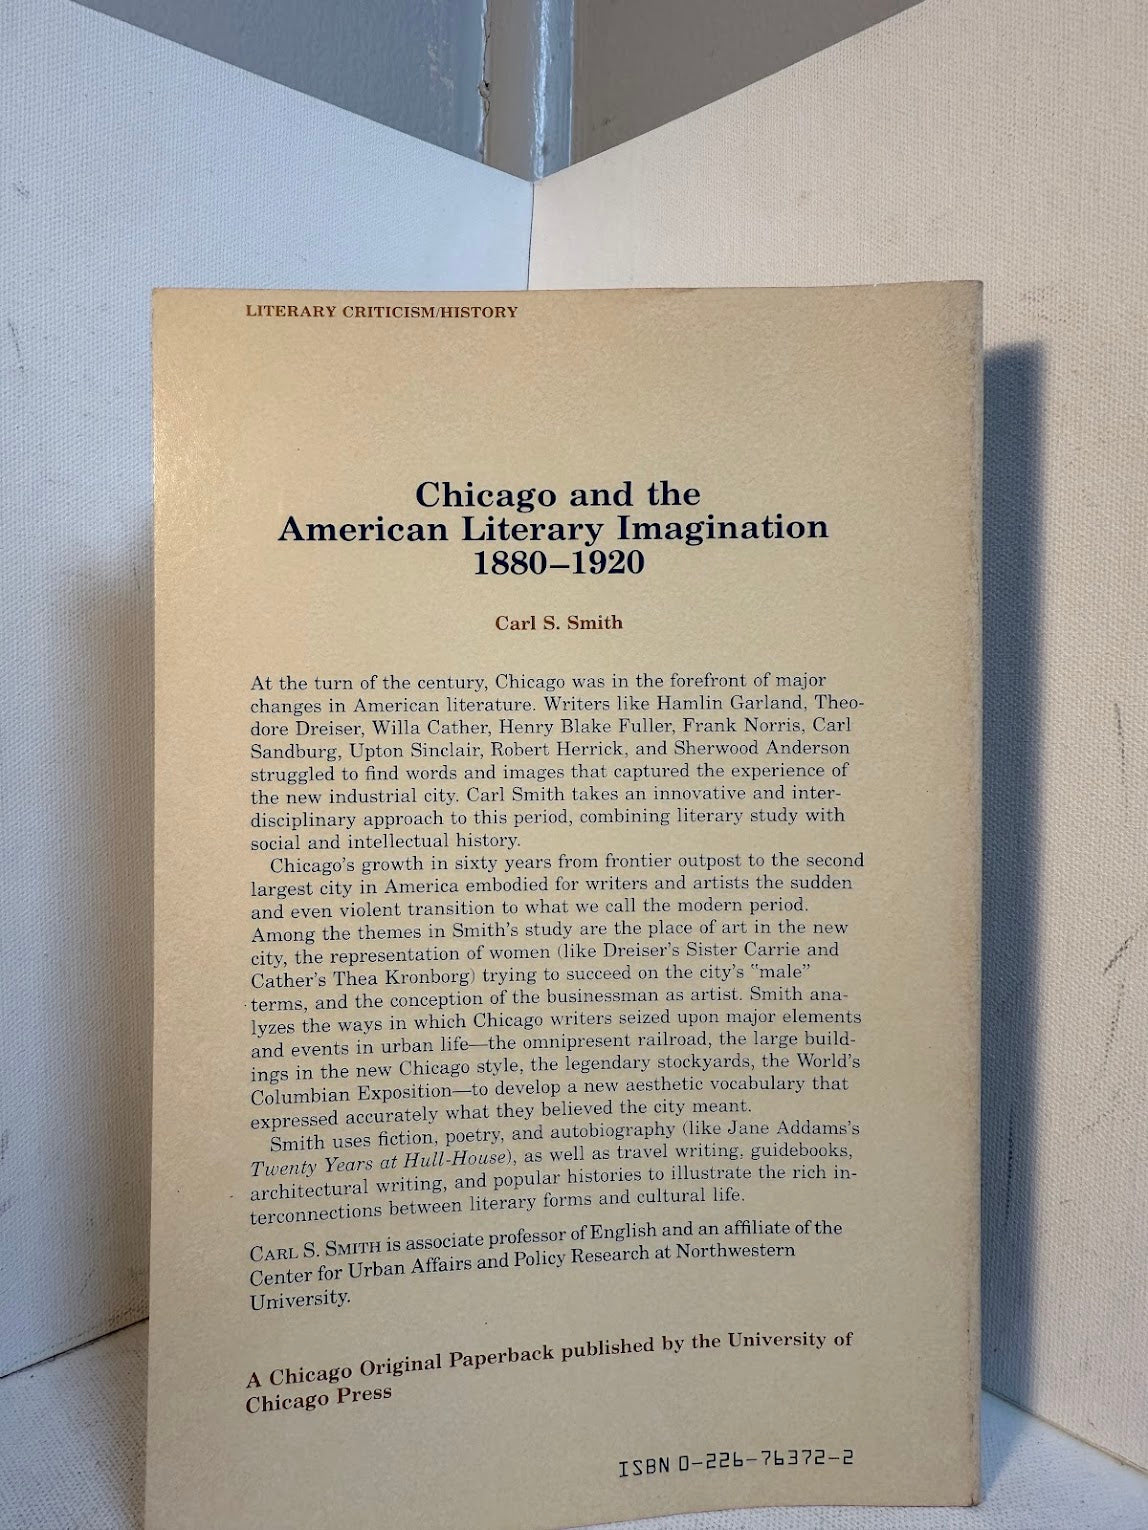 LITERARY CRITICISM/HISTORY
Chicago and the
American Literary Imagination
1880–1920
Carl S. Smith
At the turn of the century, Chicago was in the forefront of major
changes in American literature. Writers like Hamlin Garland, Theo-
dore Dreiser, Willa Cather, Henry Blake Fuller, Frank Norris, Carl
Sandburg, Upton Sinclair, Robert Herrick, and Sherwood Anderson
struggled to find words and images that captured the experience of
the new industrial city. Carl Smith takes an innovative and inter-
disciplinary approach to this period, combining literary study with
social and intellectual history.
Chicago's growth in sixty years from frontier outpost to the second
largest city in America embodied for writers and artists the sudden
and even violent transition to what we call the modern period.
Among the themes in Smith's study are the place of art in the new
city, the representation of women (like Dreiser's Sister Carrie and
Cather's Thea Kronborg) trying to succeed on the city's "male"
terms, and the conception of the businessman as artist. Smith ana-
lyzes the ways in which Chicago writers seized upon major elements
and events in urban life—the omnipresent railroad, the large build-
ings in the new Chicago style, the legendary stockyards, the World's
Columbian Exposition—to develop a new aesthetic vocabulary that
expressed accurately what they believed the city meant.
Smith uses fiction, poetry, and autobiography (like Jane Addams's
Twenty Years at Hull-House), as well as travel writing, guidebooks,
architectural writing, and popular histories to illustrate the rich in-
terconnections between literary forms and cultural life.
CARL S. SMITH is associate professor of English and an affiliate of the
Center for Urban Affairs and Policy Research at Northwestern
University.
A Chicago Original Paperback published by the University of
Chicago Press
ISBN 0-226-76372-2